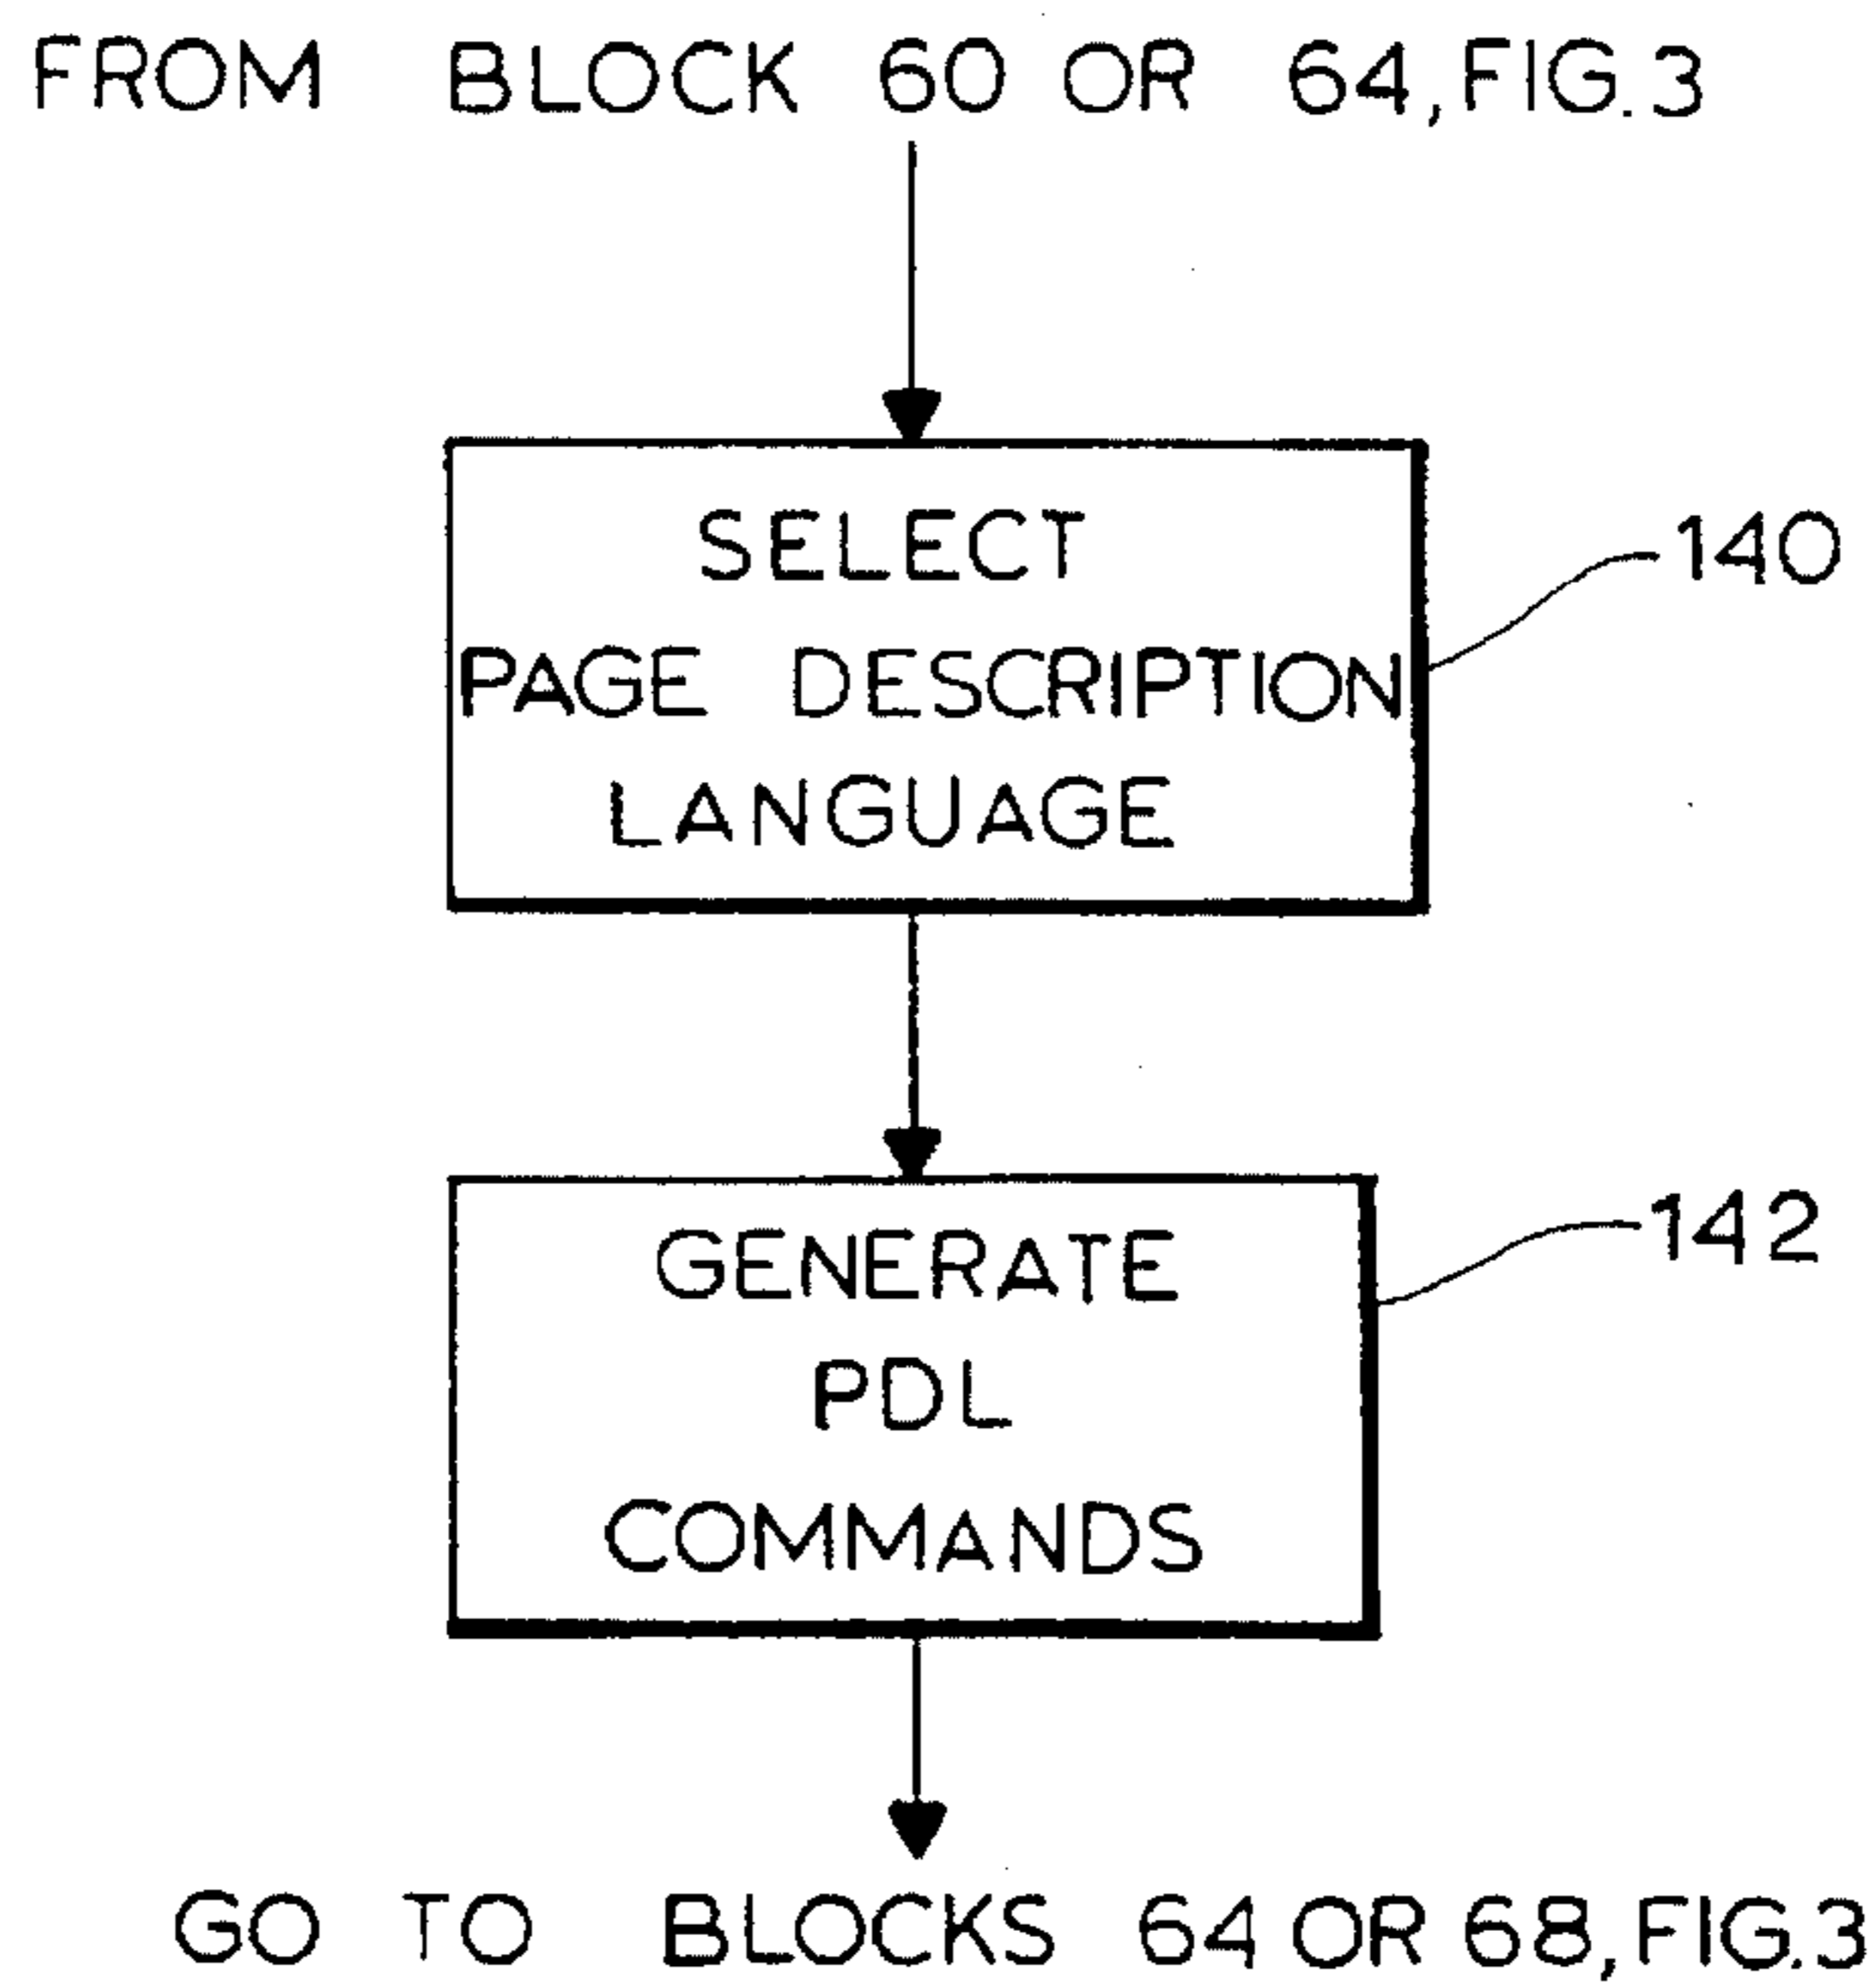 FROM BLOCK 60 OR 64, FIG. 3
SELECT
PAGE DESCRIPTION
LANGUAGE
140
GENERATE
PDL
COMMANDS
142
GO TO BLOCKS 64 OR 68, FIG. 3